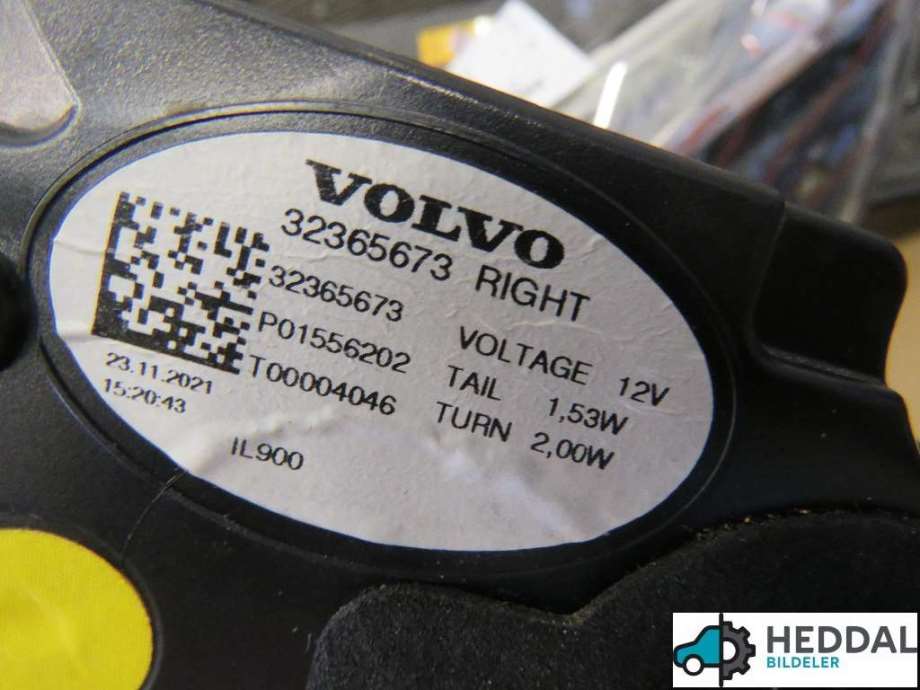 VOLVO
32365673 RIGHT
32365673
P01556202
T00004046
VOLTAGE 12V
TAIL 1,53W
TURN 2,00W
23.11.2021
15:20:43
IL900
HEDDAL
BILDELER